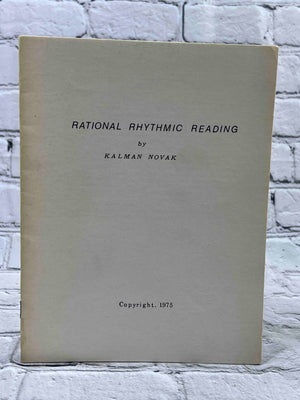 RATIONAL RHYTHMIC READING
by
KALMAN NOVAK
Copyright, 1975